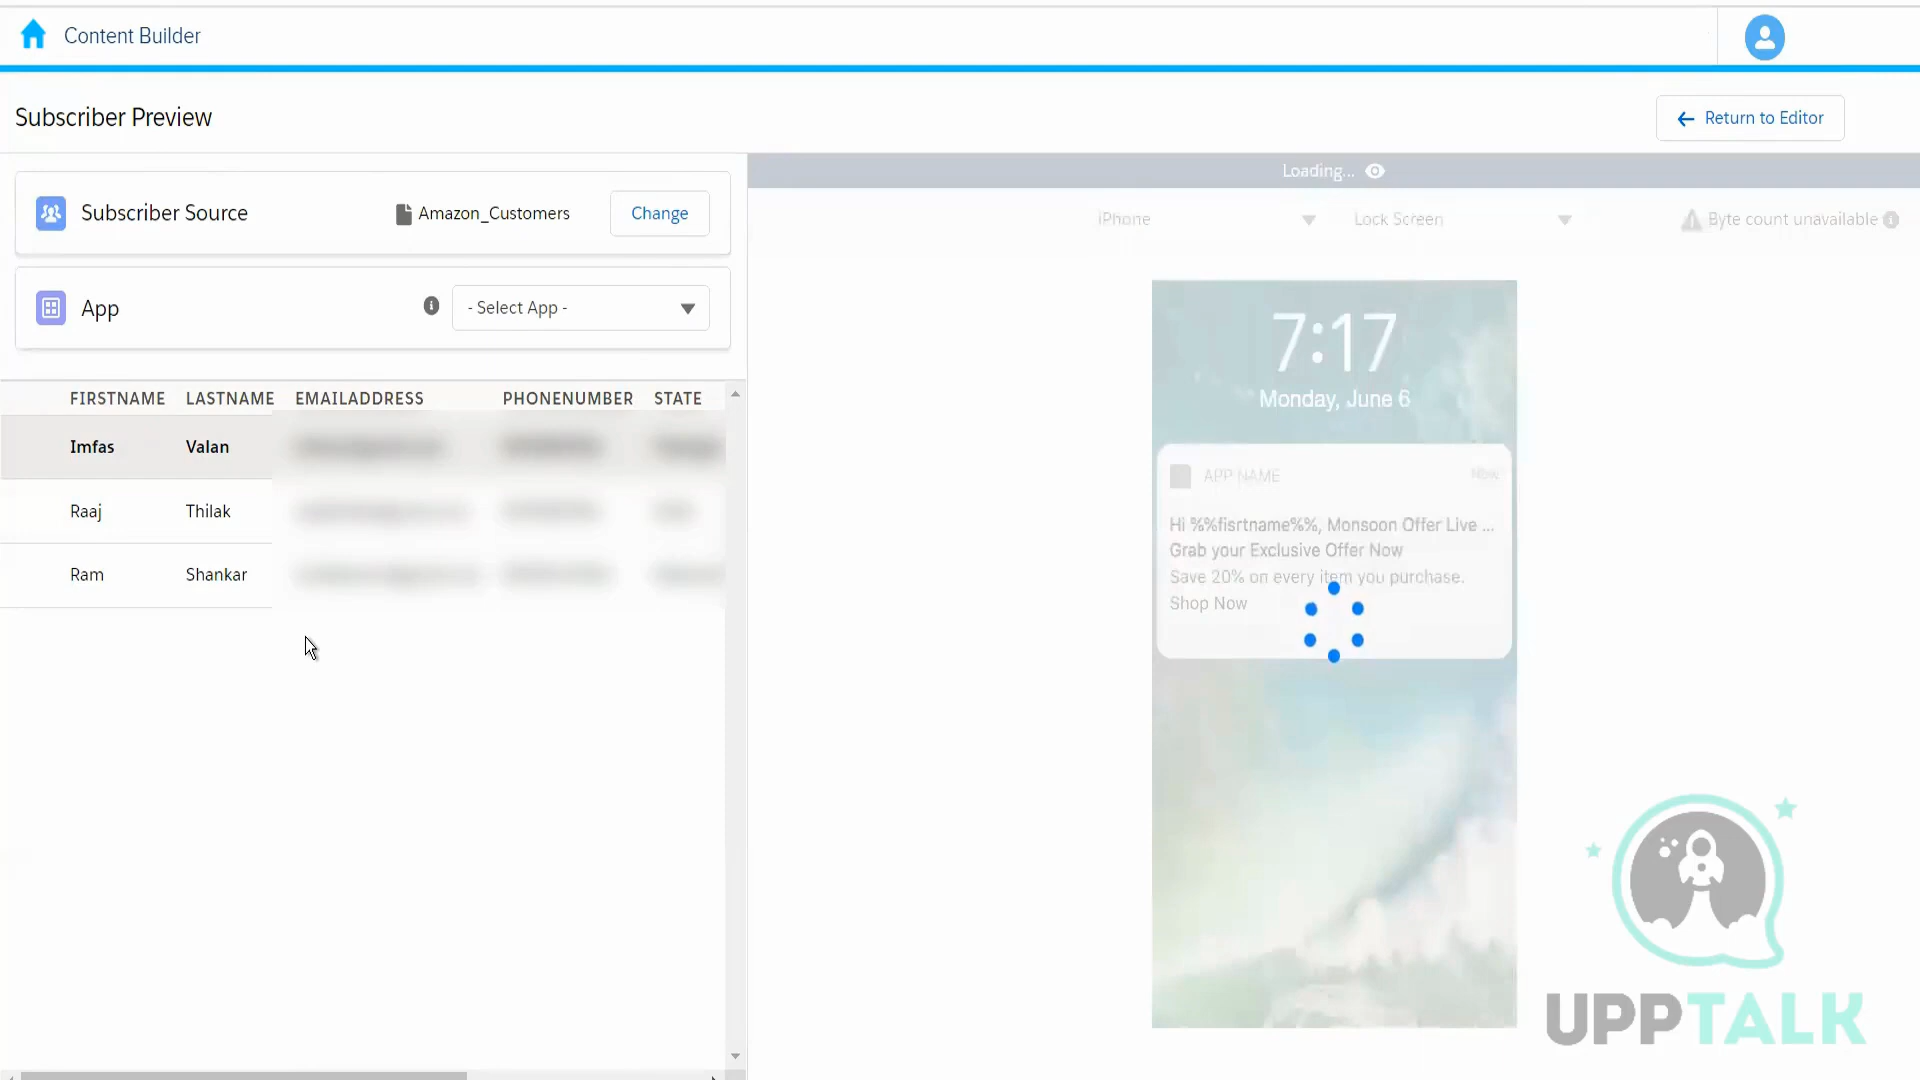 Content Builder
Subscriber Preview
Return to Editor
Subscriber Source
Amazon_Customers
Change
Loading...
iPhone
Lock Screen
Byte count unavailable
App
- Select App -
FIRSTNAME LASTNAME EMAILADDRESS PHONENUMBER STATE
Imfas Valan
Raaj Thilak
Ram Shankar
7:17
Monday, June 6
APP NAME
Now
Hi %%fisrtname%%, Monsoon Offer Live ...
Grab your Exclusive Offer Now
Save 20% on every item you purchase.
Shop Now
UPPTALK